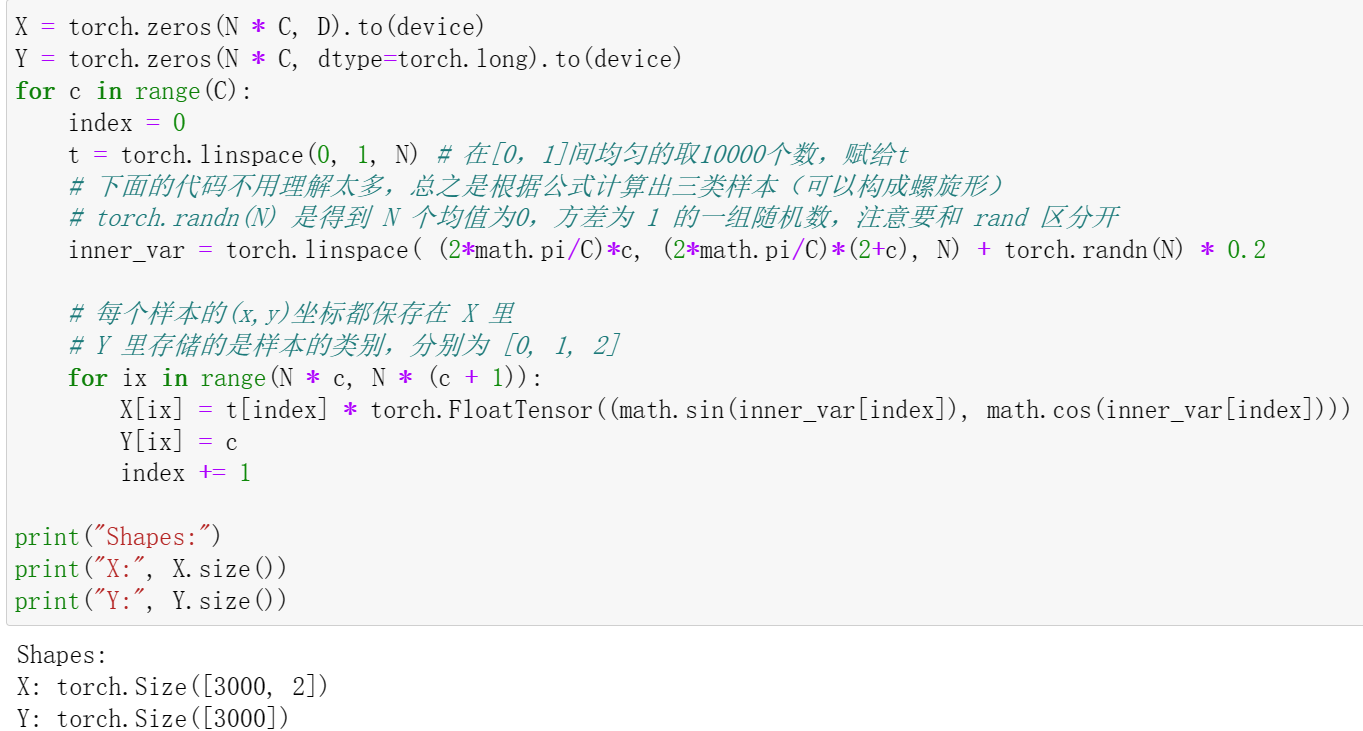 X = torch.zeros(N * C, D).to(device)
Y = torch.zeros(N * C, dtype=torch.long).to(device)
for c in range(C):
    index = 0
    t = torch.linspace(0, 1, N) # 在[0，1]间均匀的取10000个数，赋给t
    # 下面的代码不用理解太多，总之是根据公式计算出三类样本（可以构成螺旋形）
    # torch.randn(N) 是得到 N 个均值为0，方差为 1 的一组随机数，注意要和 rand 区分开
    inner_var = torch.linspace( (2*math.pi/C)*c, (2*math.pi/C)*(2+c), N) + torch.randn(N) * 0.2
    # 每个样本的(x,y)坐标都保存在 X 里
    # Y 里存储的是样本的类别，分别为 [0, 1, 2]
    for ix in range(N * c, N * (c + 1)):
        X[ix] = t[index] * torch.FloatTensor((math.sin(inner_var[index]), math.cos(inner_var[index])))
        Y[ix] = c
        index += 1
print("Shapes:")
print("X:", X.size())
print("Y:", Y.size())
Shapes:
X: torch.Size([3000, 2])
Y: torch.Size([3000])